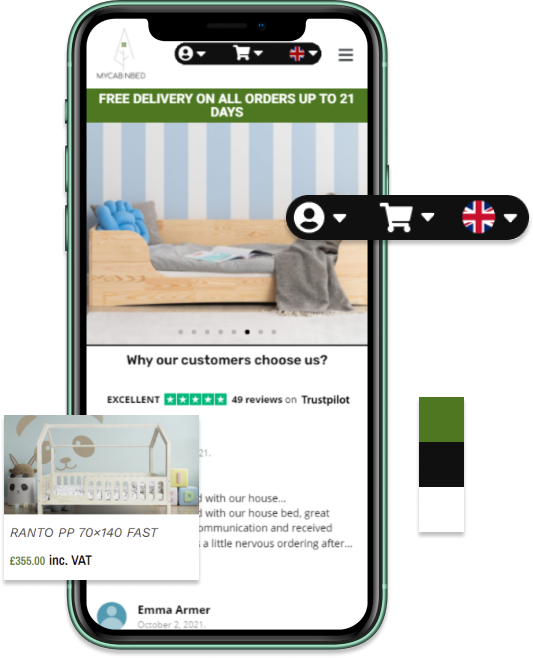 MYCABINBED
FREE DELIVERY ON ALL ORDERS UP TO 21
DAYS
Why our customers choose us?
EXCELLENT 49 reviews on Trustpilot
21.
d with our house...
d with our house bed, great
ommunication and received
s a little nervous ordering after...
RANTO PP 70×140 FAST
£355.00 inc. VAT
Emma Armer
October 2, 2021.